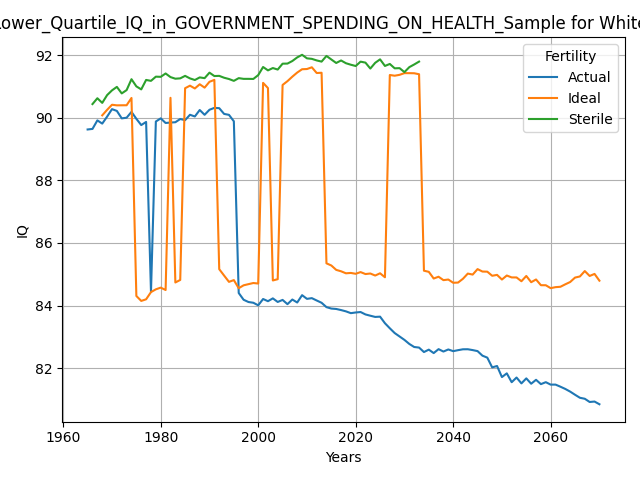 ower_Quartile_IQ_in_GOVERNMENT_SPENDING_ON_HEALTH_Sample for White
Fertility
Actual
Ideal
Sterile
92
90
88
86
84
82
IQ
1960
1980
2000
2020
2040
2060
Years